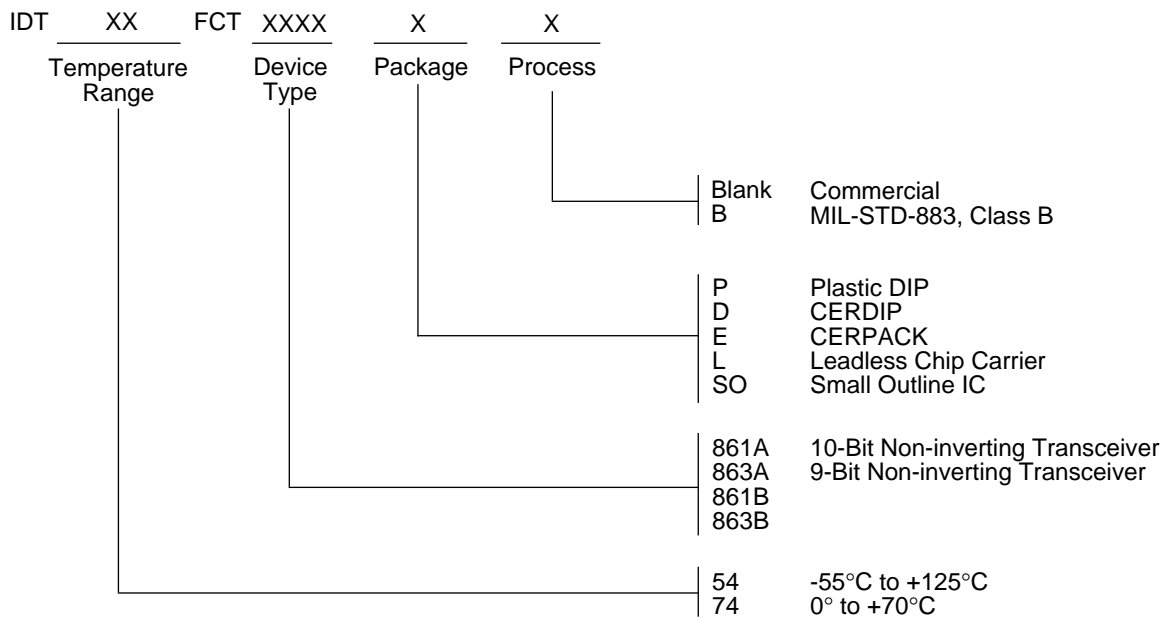 IDT XX FCT XXXX X X
Temperature Range
Device Type
Package
Process
Blank Commercial
B MIL-STD-883, Class B
P Plastic DIP
D CERDIP
E CERPACK
L Leadless Chip Carrier
SO Small Outline IC
861A 10-Bit Non-inverting Transceiver
863A 9-Bit Non-inverting Transceiver
861B
863B
54 -55°C to +125°C
74 0° to +70°C